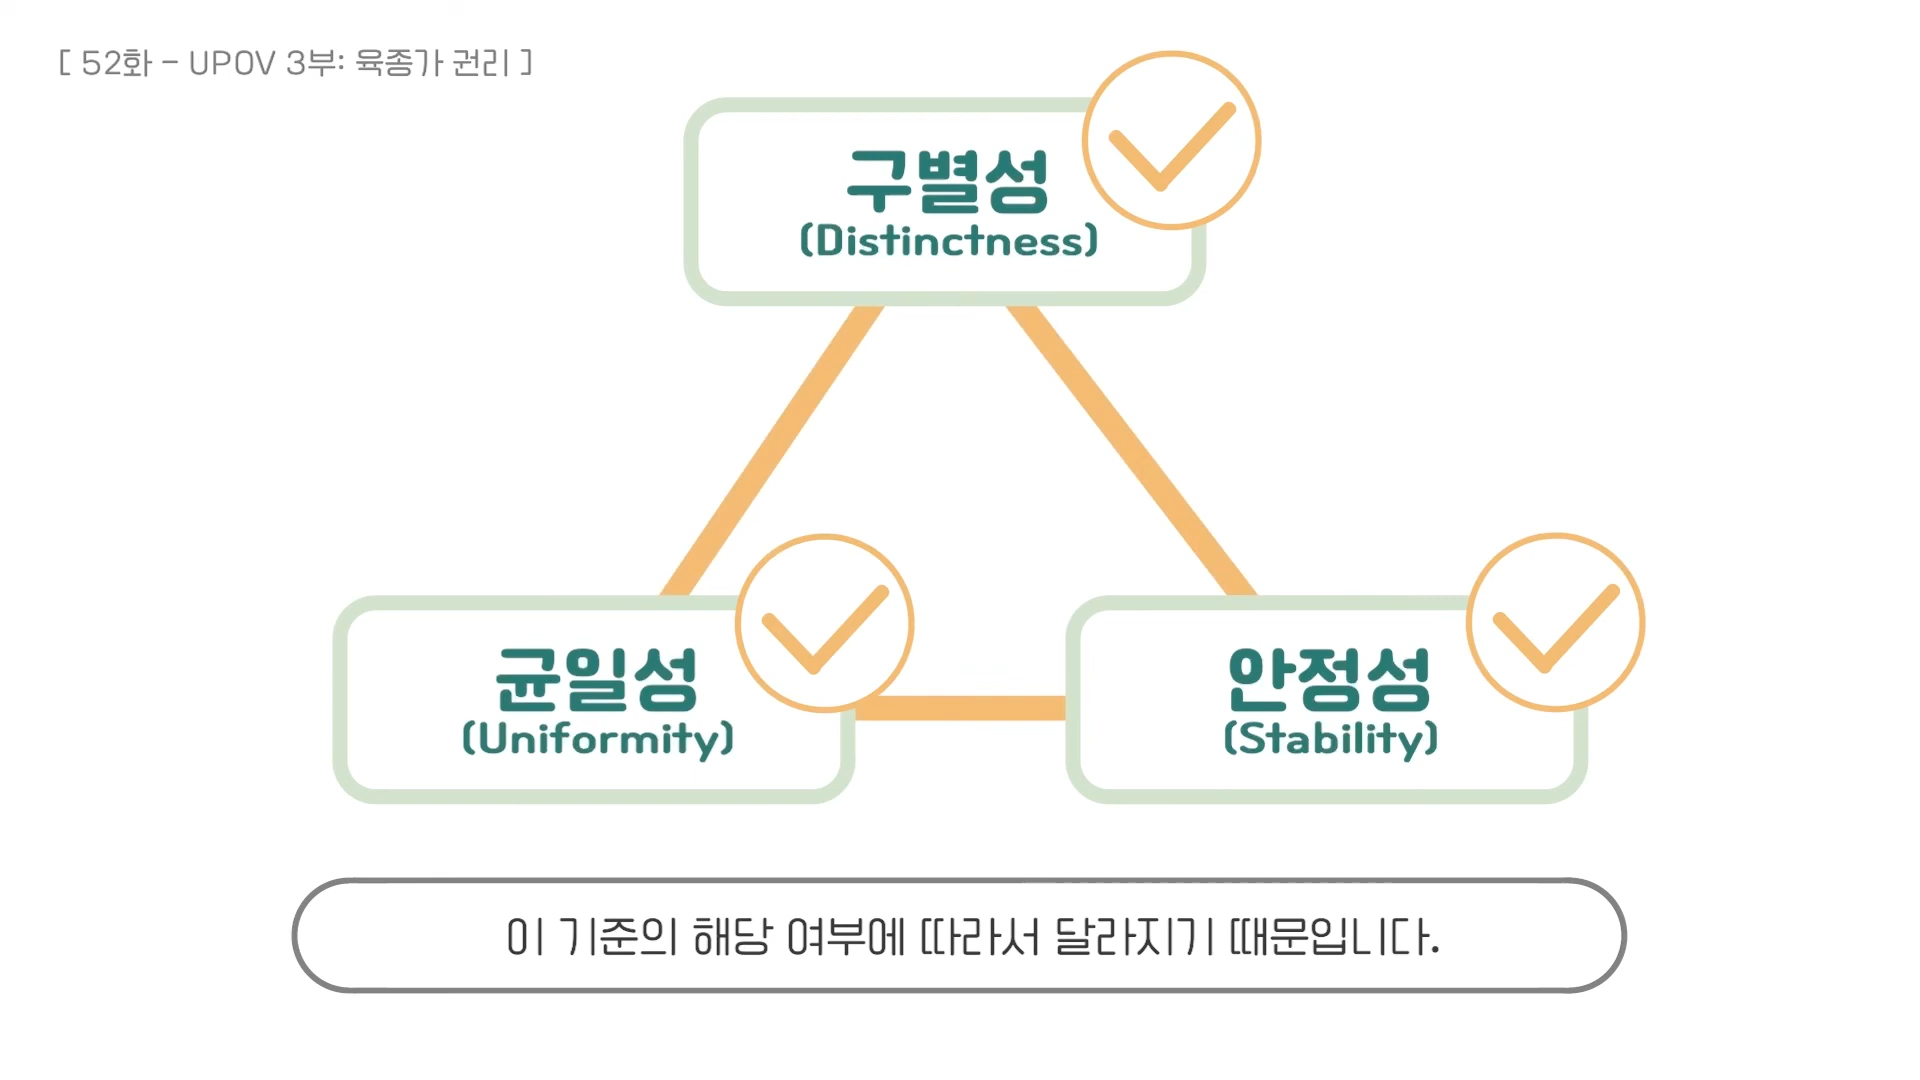 [ 52화 - UPOV 3부: 육종가 권리 ]
구별성
(Distinctness)
균일성
(Uniformity)
안정성
(Stability)
이 기준의 해당 여부에 따라서 달라지기 때문입니다.